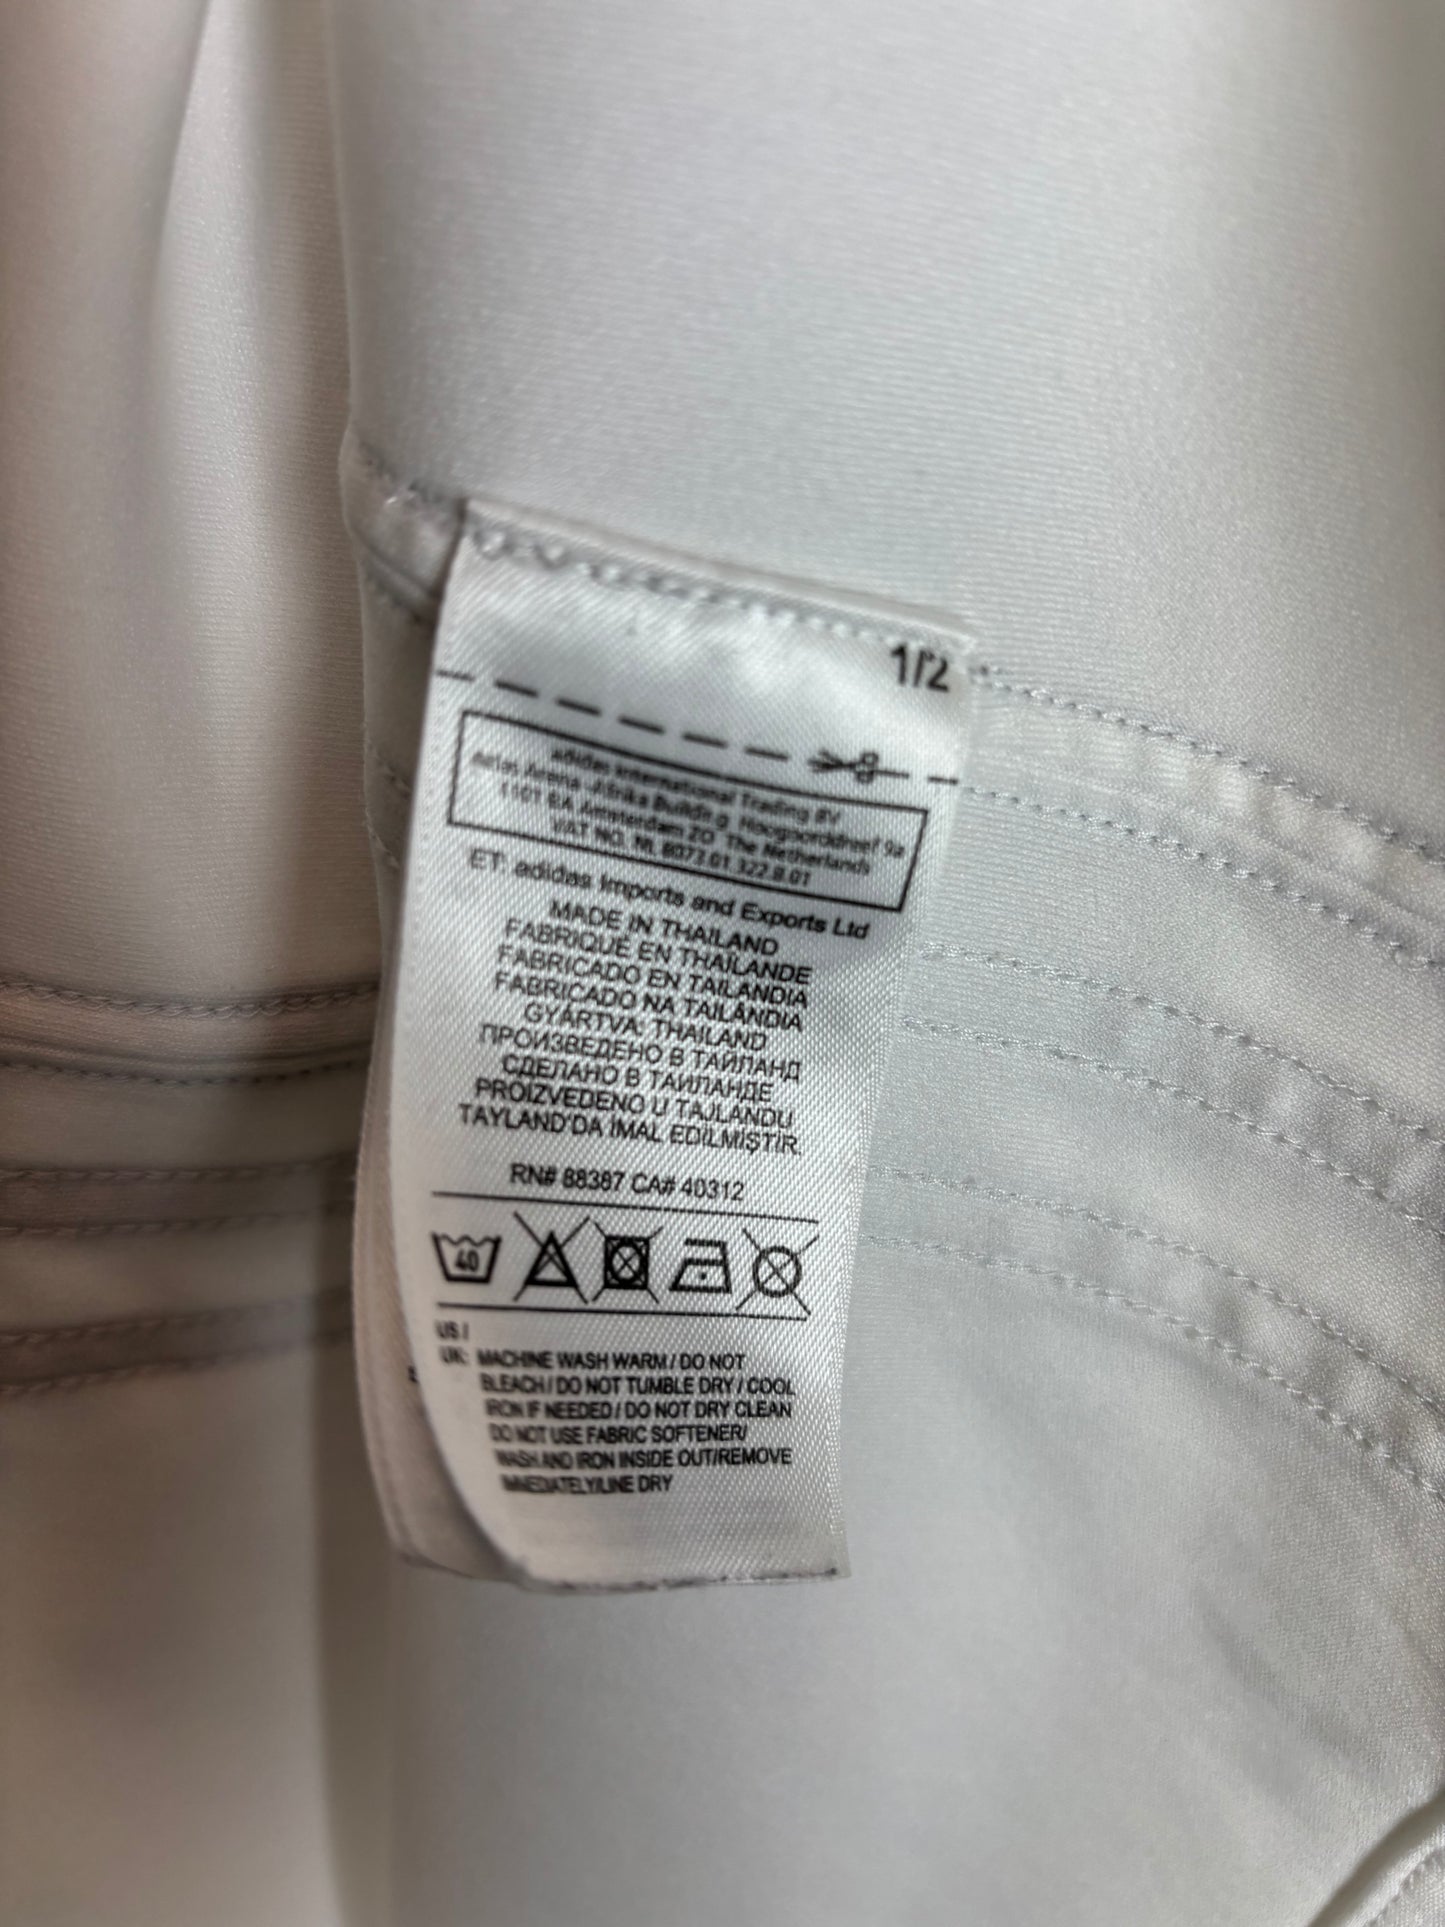 1/2
adidas International Trading BV
Atlas Arena - Afrika Building, Hoogoorddreef 9a
1101 BA Amsterdam ZO The Netherlands
VAT NO. NL 8073.01.322.B.01
ET: adidas Imports and Exports Ltd
MADE IN THAILAND
FABRIQUÉ EN THAÏLANDE
FABRICADO EN TAILANDIA
FABRICADO NA TAILÂNDIA
GYÁRTVA: THAILAND
ПРОИЗВЕДЕНО В ТАЙЛАНД
СДЕЛАНО В ТАИЛАНДЕ
PROIZVEDENO U TAJLANDU
TAYLAND'DA İMAL EDİLMİŞTİR.
RN# 88387 CA# 40312
40
US /
UK: MACHINE WASH WARM / DO NOT
BLEACH / DO NOT TUMBLE DRY / COOL
IRON IF NEEDED / DO NOT DRY CLEAN
DO NOT USE FABRIC SOFTENER/
WASH AND IRON INSIDE OUT/REMOVE
IMMEDIATELY/LINE DRY